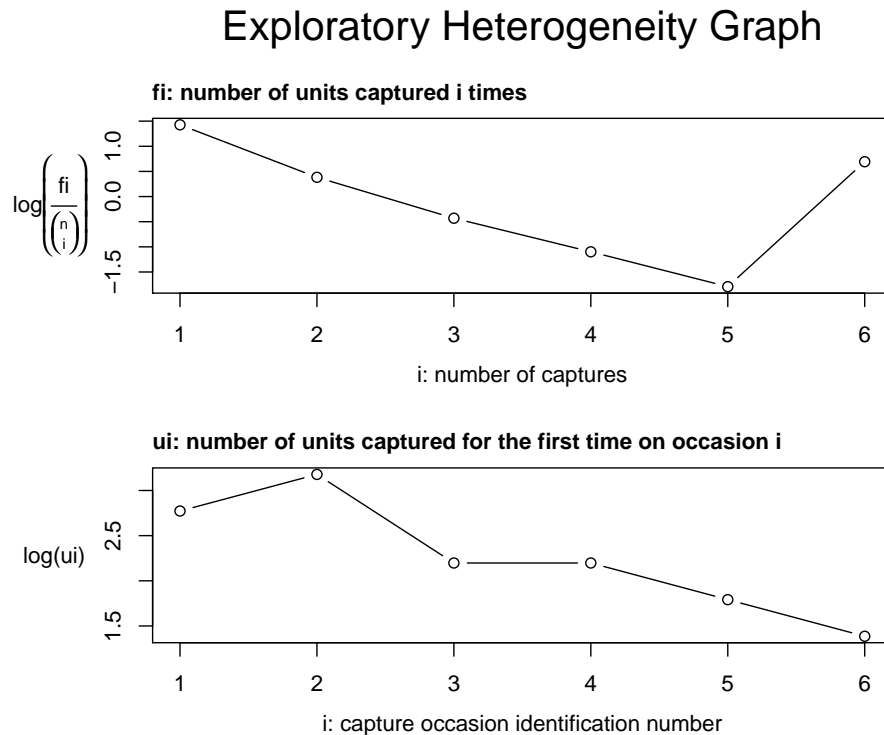 Exploratory Heterogeneity Graph
fi: number of units captured i times
log(fi/(n i))
1.0
0.0
−1.5
1 2 3 4 5 6
i: number of captures
ui: number of units captured for the first time on occasion i
log(ui)
2.5
1.5
1 2 3 4 5 6
i: capture occasion identification number